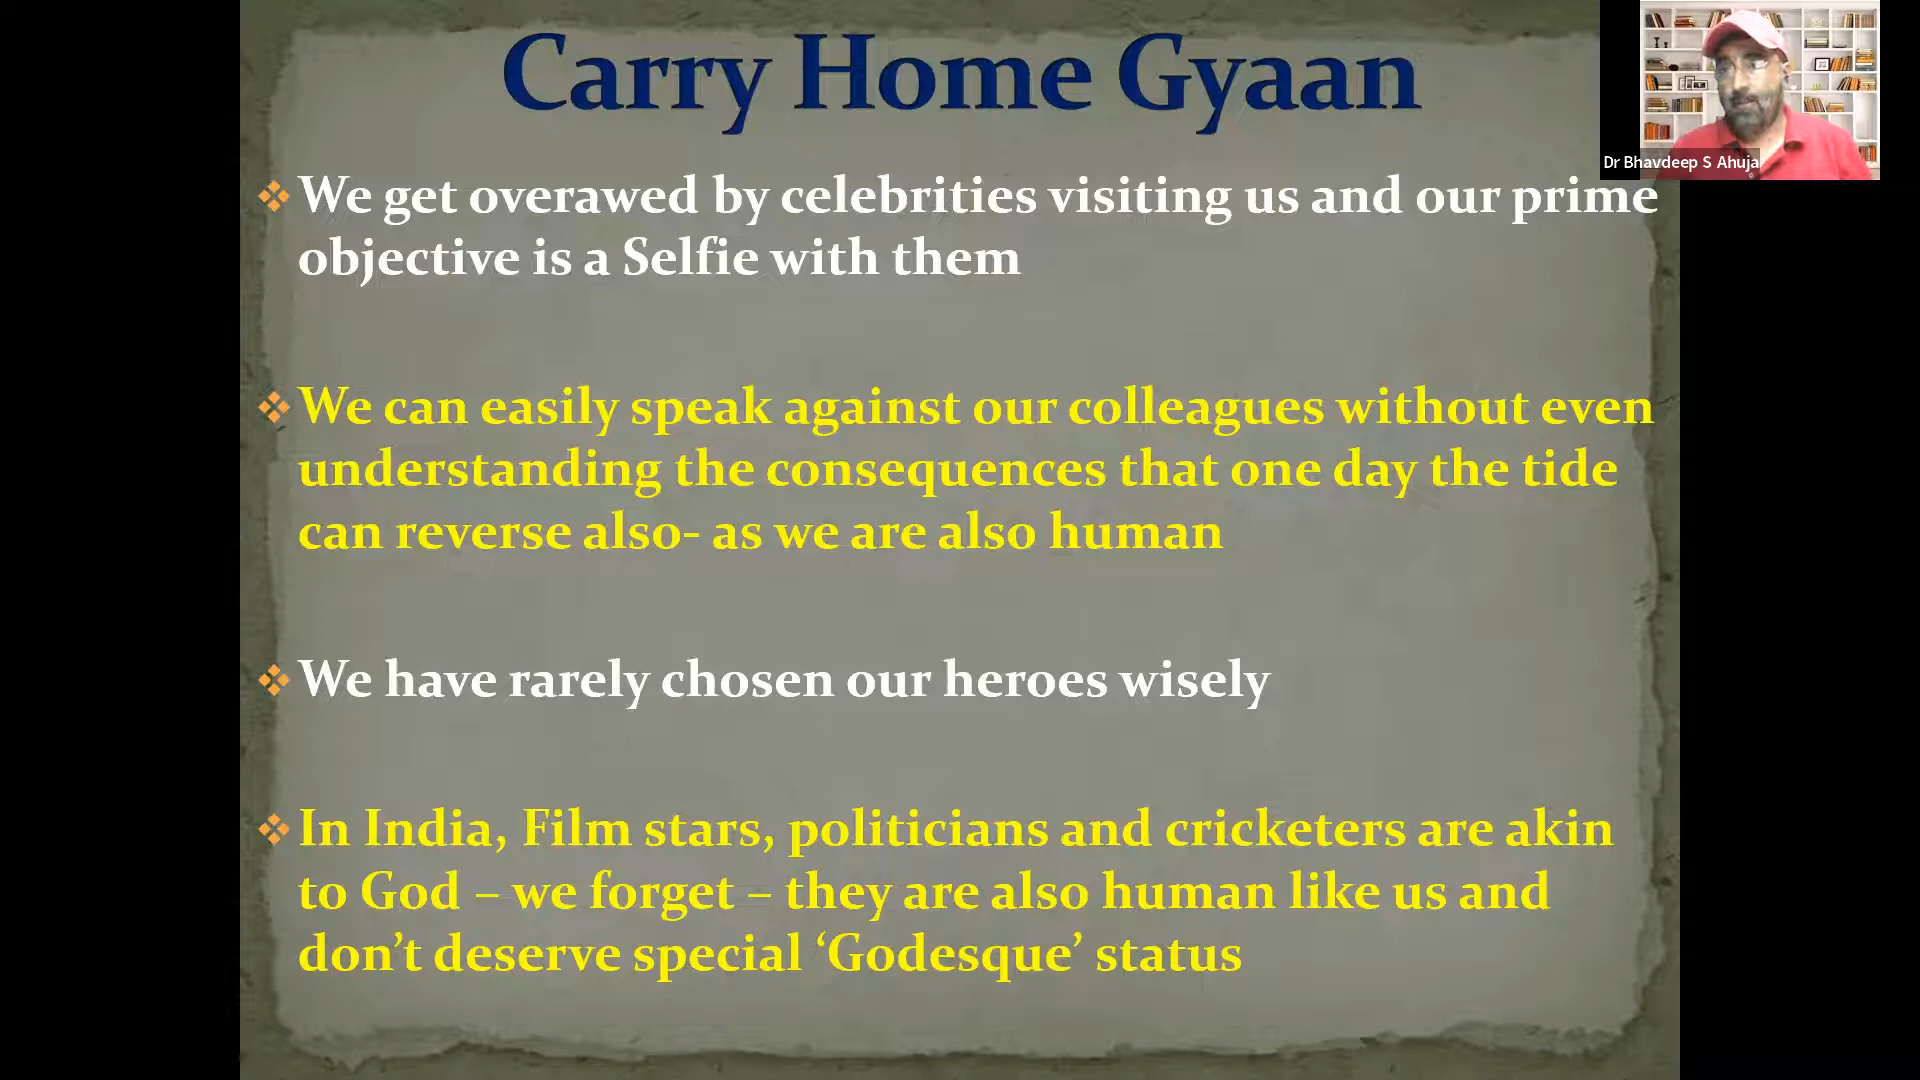 Carry Home Gyaan
Dr Bhavdeep S Ahuja
We get overawed by celebrities visiting us and our prime
objective is a Selfie with them
We can easily speak against our colleagues without even
understanding the consequences that one day the tide
can reverse also- as we are also human
We have rarely chosen our heroes wisely
In India, Film stars, politicians and cricketers are akin
to God – we forget – they are also human like us and
don’t deserve special ‘Godesque’ status